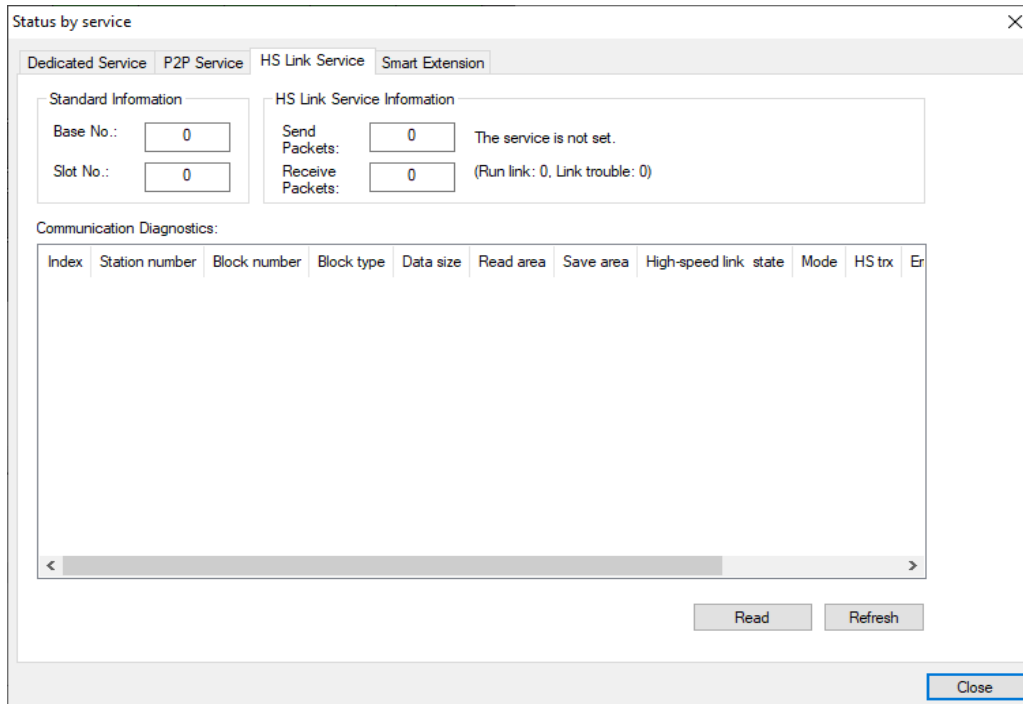 Status by service
Dedicated Service P2P Service HS Link Service Smart Extension
Standard Information
Base No.: 0
Slot No.: 0
HS Link Service Information
Send Packets: 0 The service is not set.
Receive Packets: 0 (Run link: 0, Link trouble: 0)
Communication Diagnostics:
Index Station number Block number Block type Data size Read area Save area High-speed link state Mode HS trx Er
Read Refresh
Close